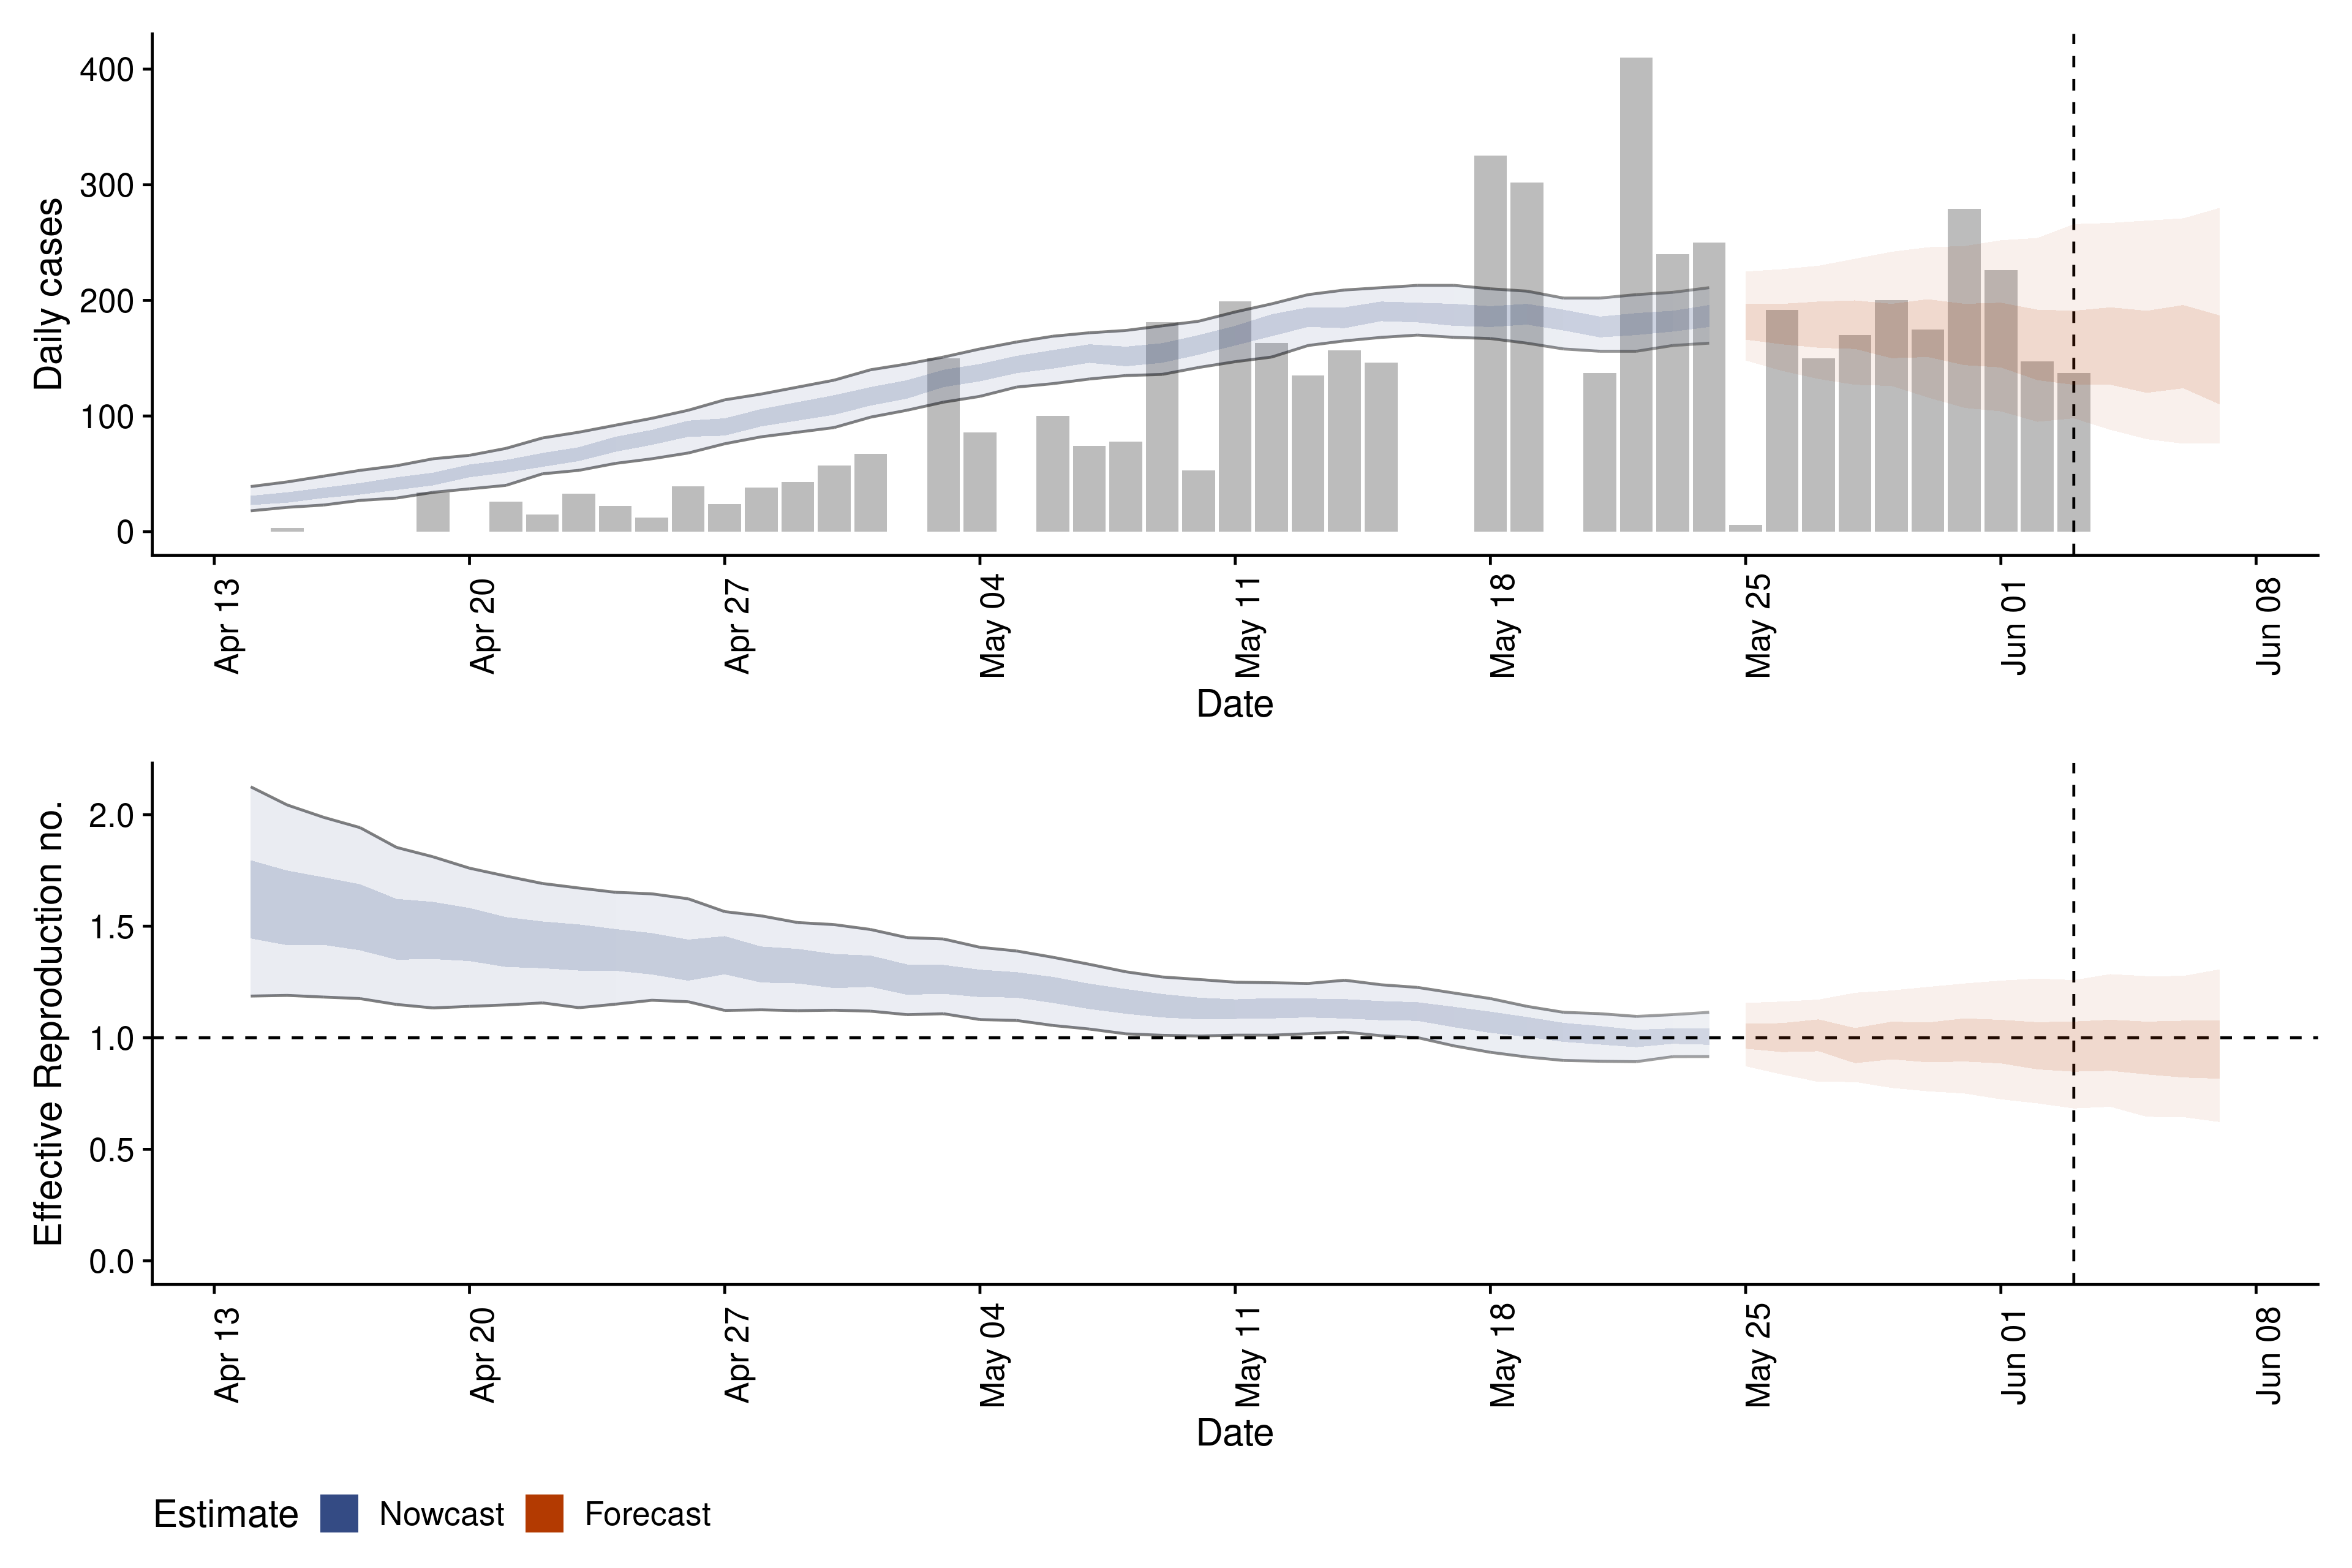 Daily cases
400
300
200
100
0
Apr 13
Apr 20
Apr 27
May 04
May 11
May 18
May 25
Jun 01
Jun 08
Date
Effective Reproduction no.
2.0
1.5
1.0
0.5
0.0
Apr 13
Apr 20
Apr 27
May 04
May 11
May 18
May 25
Jun 01
Jun 08
Date
Estimate Nowcast Forecast